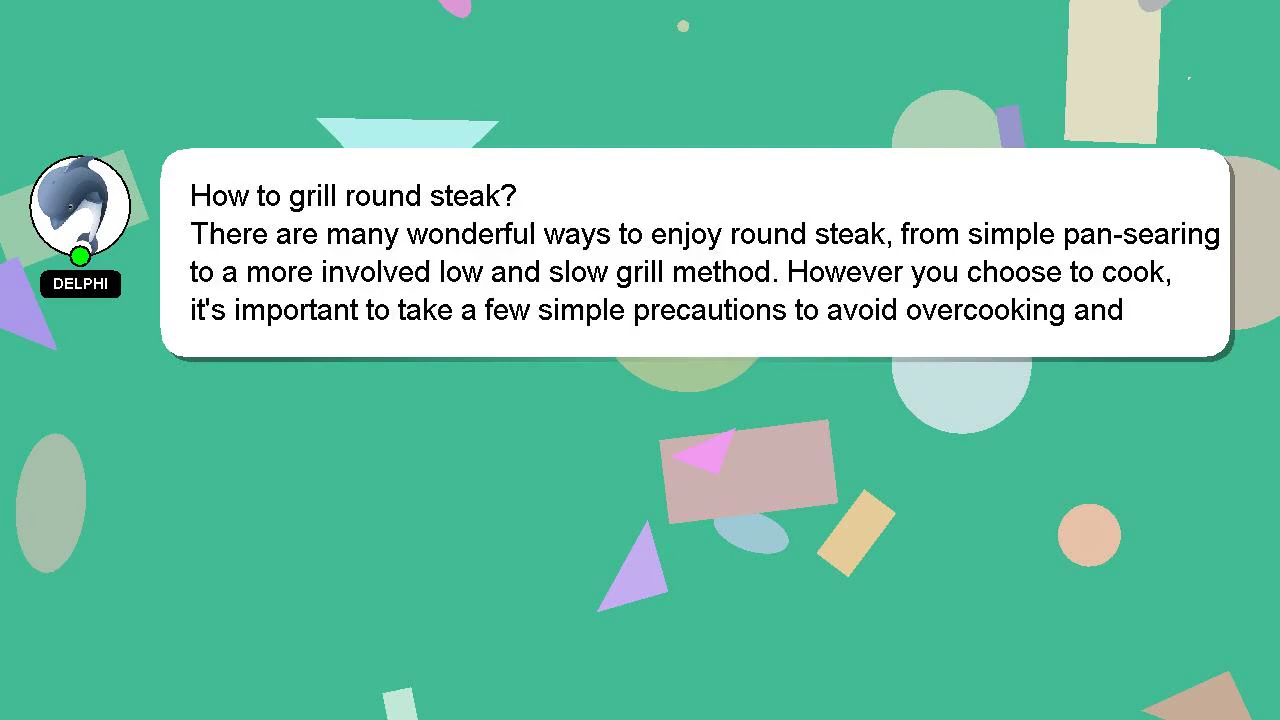 How to grill round steak?
There are many wonderful ways to enjoy round steak, from simple pan-searing
to a more involved low and slow grill method. However you choose to cook,
it's important to take a few simple precautions to avoid overcooking and
DELPHI